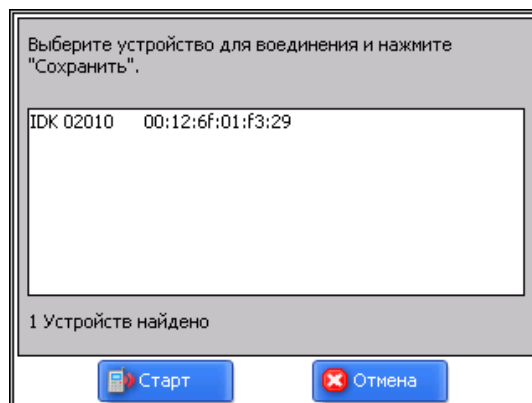 Выберите устройство для воединения и нажмите
"Сохранить".
IDK 02010 00:12:6f:01:f3:29
1 Устройств найдено
Старт
Отмена